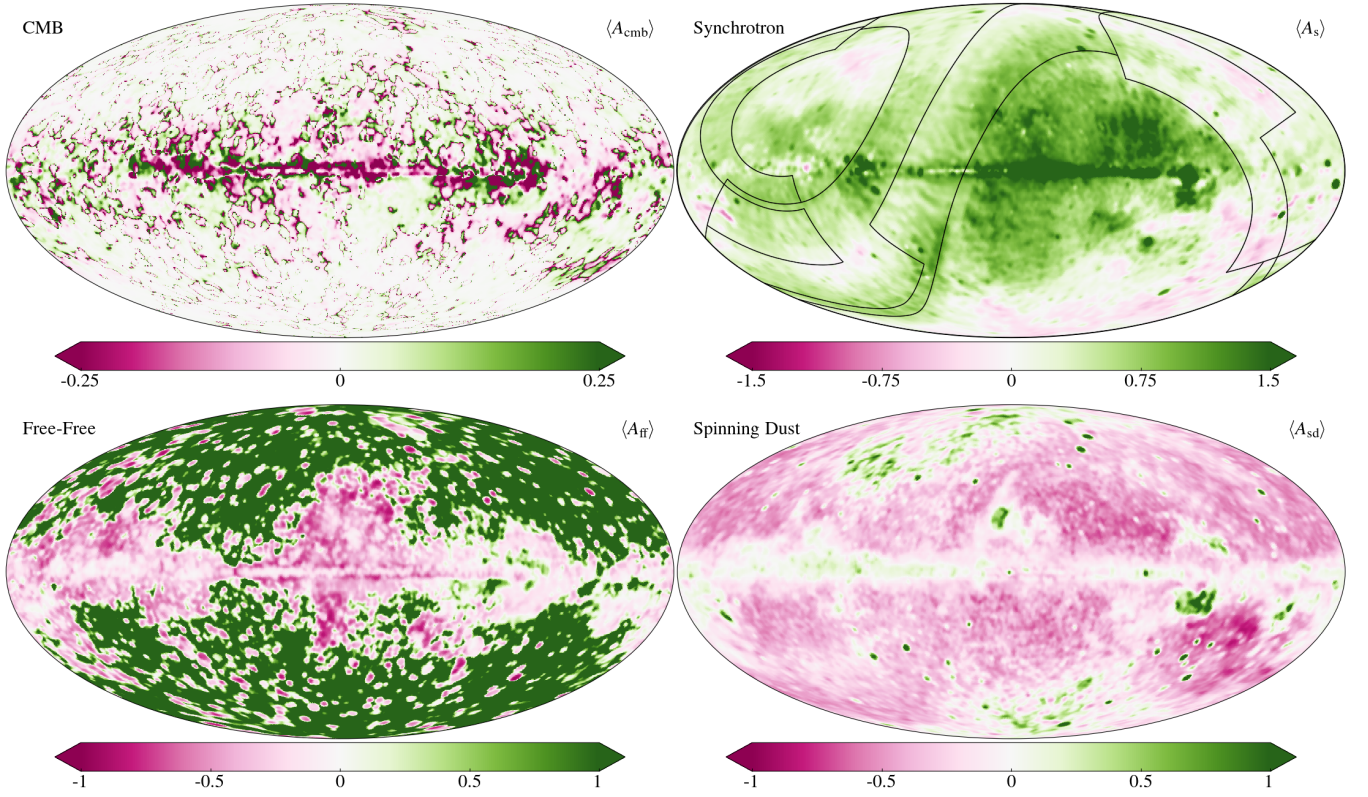 CMB ⟨A_cmb⟩
Synchrotron ⟨A_s⟩
-0.25 0 0.25
-1.5 -0.75 0 0.75 1.5
Free-Free ⟨A_ff⟩
Spinning Dust ⟨A_sd⟩
-1 -0.5 0 0.5 1
-1 -0.5 0 0.5 1